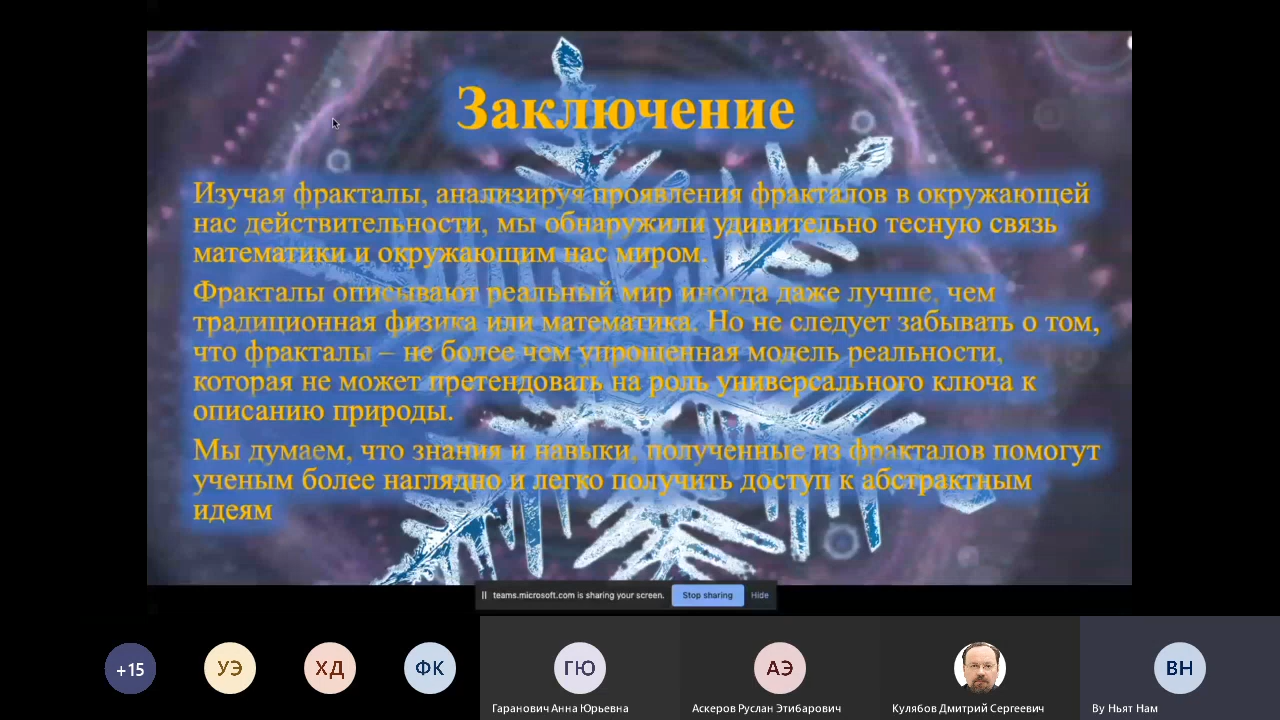 Заключение
Изучая фракталы, анализируя проявления фракталов в окружающей
нас действительности, мы обнаружили удивительно тесную связь
математики и окружающим нас миром.
Фракталы описывают реальный мир иногда даже лучше, чем
традиционная физика или математика. Но не следует забывать о том,
что фракталы – не более чем упрощенная модель реальности,
которая не может претендовать на роль универсального ключа к
описанию природы.
Мы думаем, что знания и навыки, полученные из фракталов помогут
ученым более наглядно и легко получить доступ к абстрактным
идеям
teams.microsoft.com is sharing your screen. Stop sharing Hide
+15 УЭ ХД ФК ГЮ АЭ ВН
Гаранович Анна Юрьевна Аскеров Руслан Этибарович Кулябов Дмитрий Сергеевич Ву Ньят Нам